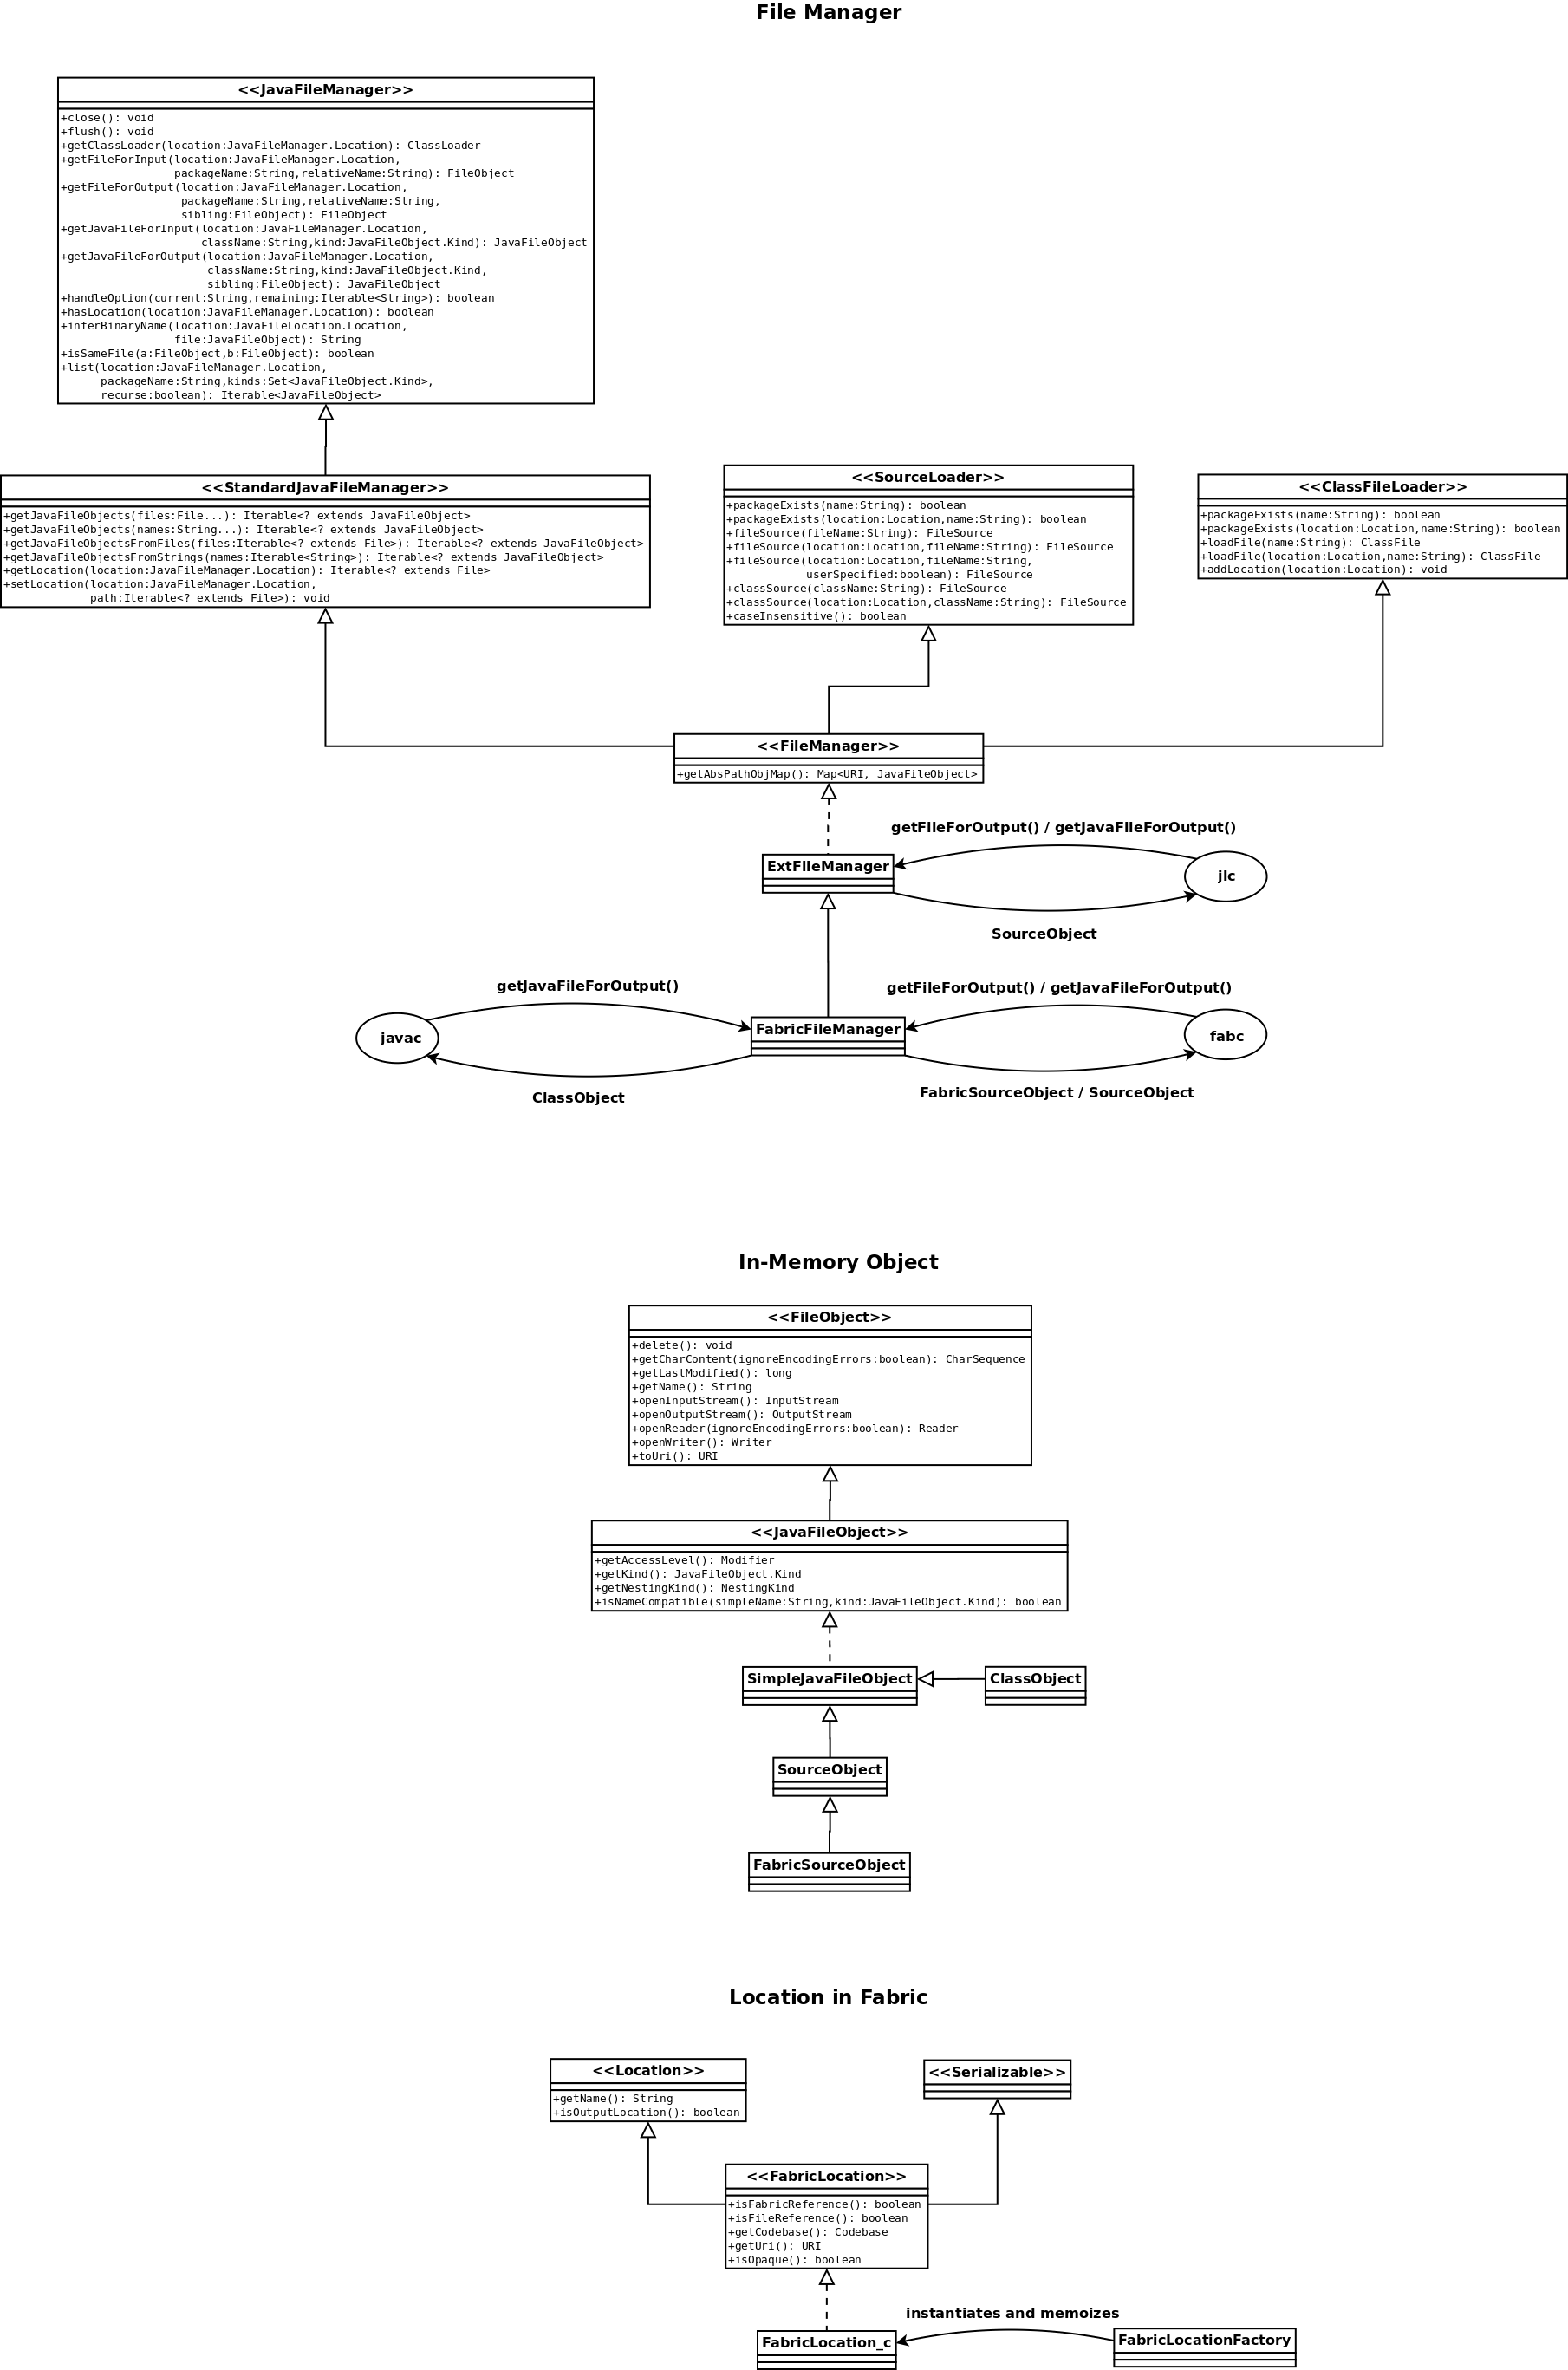 File Manager
<<JavaFileManager>>
+close(): void
+flush(): void
+getClassLoader(location:JavaFileManager.Location): ClassLoader
+getFileForInput(location:JavaFileManager.Location,
packageName:String,relativeName:String): FileObject
+getFileForOutput(location:JavaFileManager.Location,
packageName:String,relativeName:String,
sibling:FileObject): FileObject
+getJavaFileForInput(location:JavaFileManager.Location,
className:String,kind:JavaFileObject.Kind): JavaFileObject
+getJavaFileForOutput(location:JavaFileManager.Location,
className:String,kind:JavaFileObject.Kind,
sibling:FileObject): JavaFileObject
+handleOption(current:String,remaining:Iterable<String>): boolean
+hasLocation(location:JavaFileManager.Location): boolean
+inferBinaryName(location:JavaFileLocation.Location,
file:JavaFileObject): String
+isSameFile(a:FileObject,b:FileObject): boolean
+list(location:JavaFileManager.Location,
packageName:String,kinds:Set<JavaFileObject.Kind>,
recurse:boolean): Iterable<JavaFileObject>
<<StandardJavaFileManager>>
+getJavaFileObjects(files:File...): Iterable<? extends JavaFileObject>
+getJavaFileObjects(names:String...): Iterable<? extends JavaFileObject>
+getJavaFileObjectsFromFiles(files:Iterable<? extends File>): Iterable<? extends JavaFileObject>
+getJavaFileObjectsFromStrings(names:Iterable<String>): Iterable<? extends JavaFileObject>
+getLocation(location:JavaFileManager.Location): Iterable<? extends File>
+setLocation(location:JavaFileManager.Location,
path:Iterable<? extends File>): void
<<SourceLoader>>
+packageExists(name:String): boolean
+packageExists(location:Location,name:String): boolean
+fileSource(fileName:String): FileSource
+fileSource(location:Location,fileName:String): FileSource
+fileSource(location:Location,fileName:String,
userSpecified:boolean): FileSource
+classSource(className:String): FileSource
+classSource(location:Location,className:String): FileSource
+caseInsensitive(): boolean
<<ClassFileLoader>>
+packageExists(name:String): boolean
+packageExists(location:Location,name:String): boolean
+loadFile(name:String): ClassFile
+loadFile(location:Location,name:String): ClassFile
+addLocation(location:Location): void
<<FileManager>>
+getAbsPathObjMap(): Map<URI, JavaFileObject>
getFileForOutput() / getJavaFileForOutput()
ExtFileManager
jlc
SourceObject
getJavaFileForOutput()
getFileForOutput() / getJavaFileForOutput()
javac
FabricFileManager
fabc
ClassObject
FabricSourceObject / SourceObject
In-Memory Object
<<FileObject>>
+delete(): void
+getCharContent(ignoreEncodingErrors:boolean): CharSequence
+getLastModified(): long
+getName(): String
+openInputStream(): InputStream
+openOutputStream(): OutputStream
+openReader(ignoreEncodingErrors:boolean): Reader
+openWriter(): Writer
+toUri(): URI
<<JavaFileObject>>
+getAccessLevel(): Modifier
+getKind(): JavaFileObject.Kind
+getNestingKind(): NestingKind
+isNameCompatible(simpleName:String,kind:JavaFileObject.Kind): boolean
SimpleJavaFileObject
ClassObject
SourceObject
FabricSourceObject
Location in Fabric
<<Location>>
+getName(): String
+isOutputLocation(): boolean
<<Serializable>>
<<FabricLocation>>
+isFabricReference(): boolean
+isFileReference(): boolean
+getCodebase(): Codebase
+getUri(): URI
+isOpaque(): boolean
instantiates and memoizes
FabricLocation_c
FabricLocationFactory